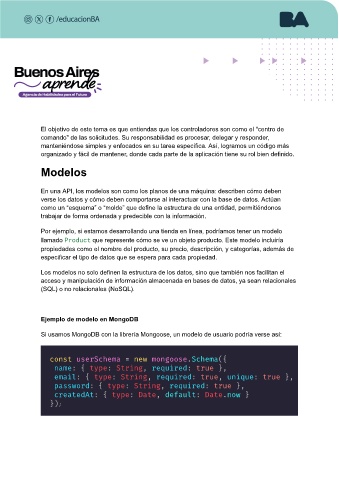 /educacionBA
BA
Buenos Aires
aprende
Agencia de Habilidades para el Futuro
El objetivo de este tema es que entiendas que los controladores son como el "centro de
comando" de las solicitudes. Su responsabilidad es procesar, delegar y responder,
manteniéndose simples y enfocados en su tarea específica. Así, logramos un código más
organizado y fácil de mantener, donde cada parte de la aplicación tiene su rol bien definido.
Modelos
En una API, los modelos son como los planos de una máquina: describen cómo deben
verse los datos y cómo deben comportarse al interactuar con la base de datos. Actúan
como un "esquema" o "molde" que define la estructura de una entidad, permitiéndonos
trabajar de forma ordenada y predecible con la información.
Por ejemplo, si estamos desarrollando una tienda en línea, podríamos tener un modelo
llamado Product que represente cómo se ve un objeto producto. Este modelo incluiría
propiedades como el nombre del producto, su precio, descripción, y categorías, además de
especificar el tipo de datos que se espera para cada propiedad.
Los modelos no solo definen la estructura de los datos, sino que también nos facilitan el
acceso y manipulación de información almacenada en bases de datos, ya sean relacionales
(SQL) o no relacionales (NoSQL).
Ejemplo de modelo en MongoDB
Si usamos MongoDB con la librería Mongoose, un modelo de usuario podría verse así:
const userSchema = new mongoose.Schema({
name: { type: String, required: true },
email: { type: String, required: true, unique: true },
password: { type: String, required: true },
createdAt: { type: Date, default: Date.now }
});